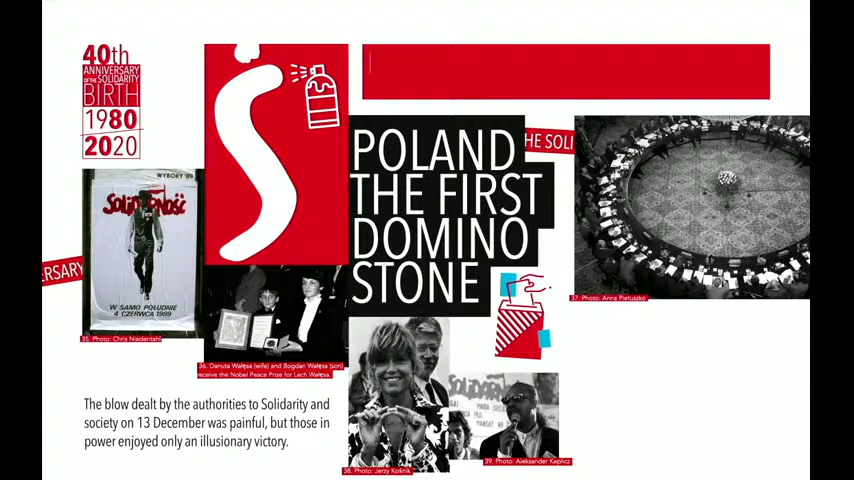 40th
ANNIVERSARY
OF THE SOLIDARITY
BIRTH
1980
2020
POLAND
THE FIRST
DOMINO
STONE
HE SOLI
ERSARY
WYBORY '89
SOLIDARNOŚĆ
W SAMO POŁUDNIE
4 CZERWCA 1989
35. Photo: Chris Niedentahl
36. Danuta Wałęsa (wife) and Bogdan Wałęsa (son)
receive the Nobel Peace Prize for Lech Wałęsa.
37. Photo: Anna Pietuszko
38. Photo: Jerzy Kośnik
39. Photo: Aleksander Keplicz
The blow dealt by the authorities to Solidarity and
society on 13 December was painful, but those in
power enjoyed only an illusionary victory.